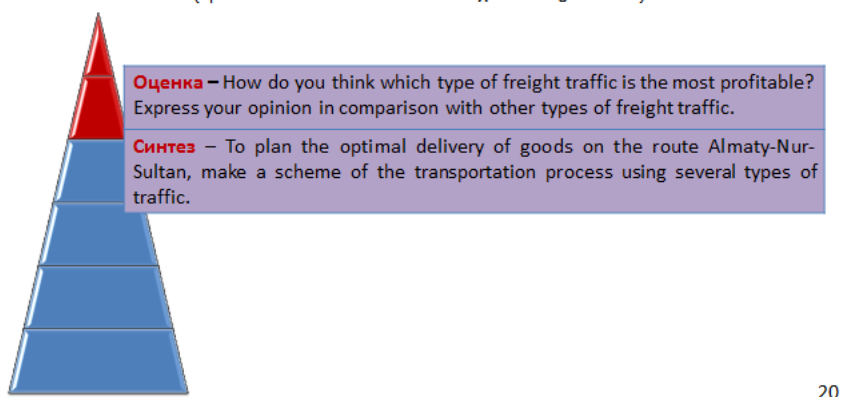 Оценка – How do you think which type of freight traffic is the most profitable?
Express your opinion in comparison with other types of freight traffic.
Синтез – To plan the optimal delivery of goods on the route Almaty-Nur-
Sultan, make a scheme of the transportation process using several types of
traffic.
20